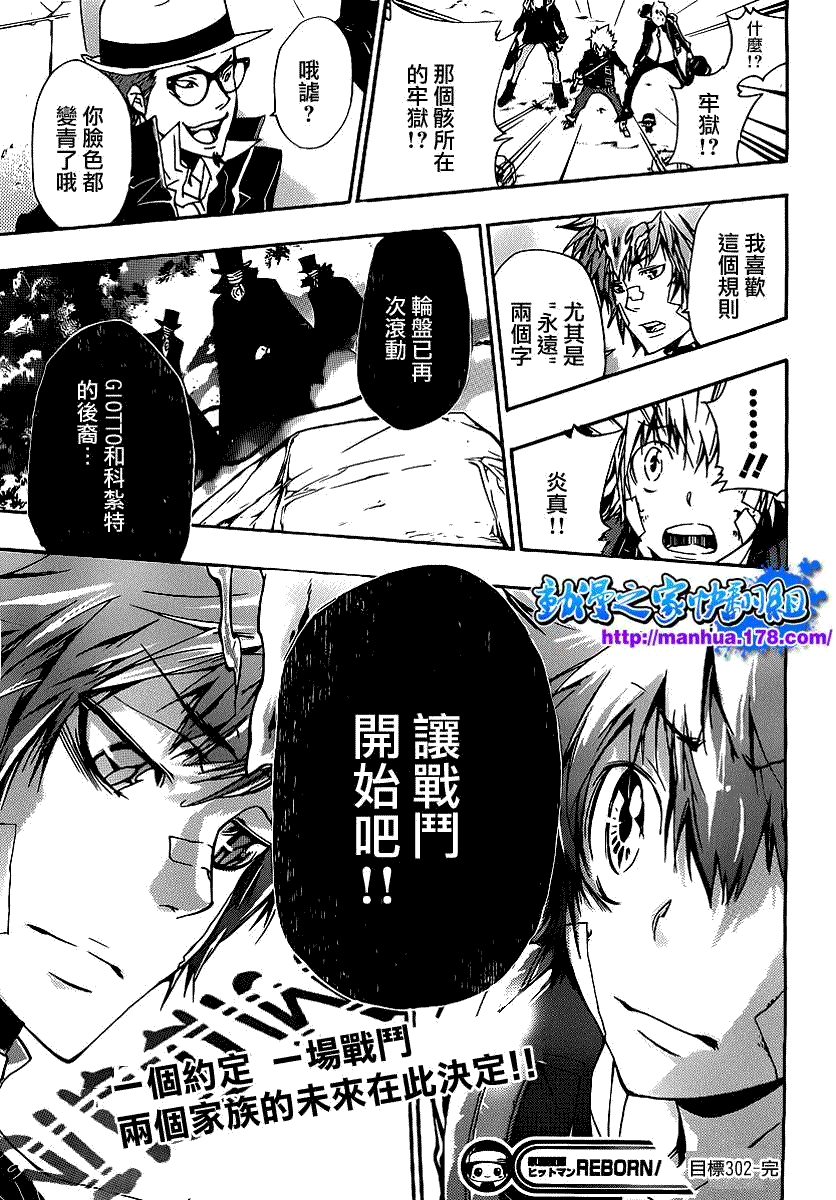 什麼!?
牢獄!?
那個骸所在
的牢獄!?
哦謔?
你臉色都
變青了哦
我喜歡
這個規則
尤其是
"永遠"
兩個字
……!!
炎真!!
輪盤已再
次滾動
GIOTTO和科紮特
的後裔…
動漫之家快翻組
http://manhua.178.com/
讓戰鬥
開始吧!!
一個約定 一場戰鬥
兩個家族的未來在此決定!!
ヒットマンREBORN!
目標302-完